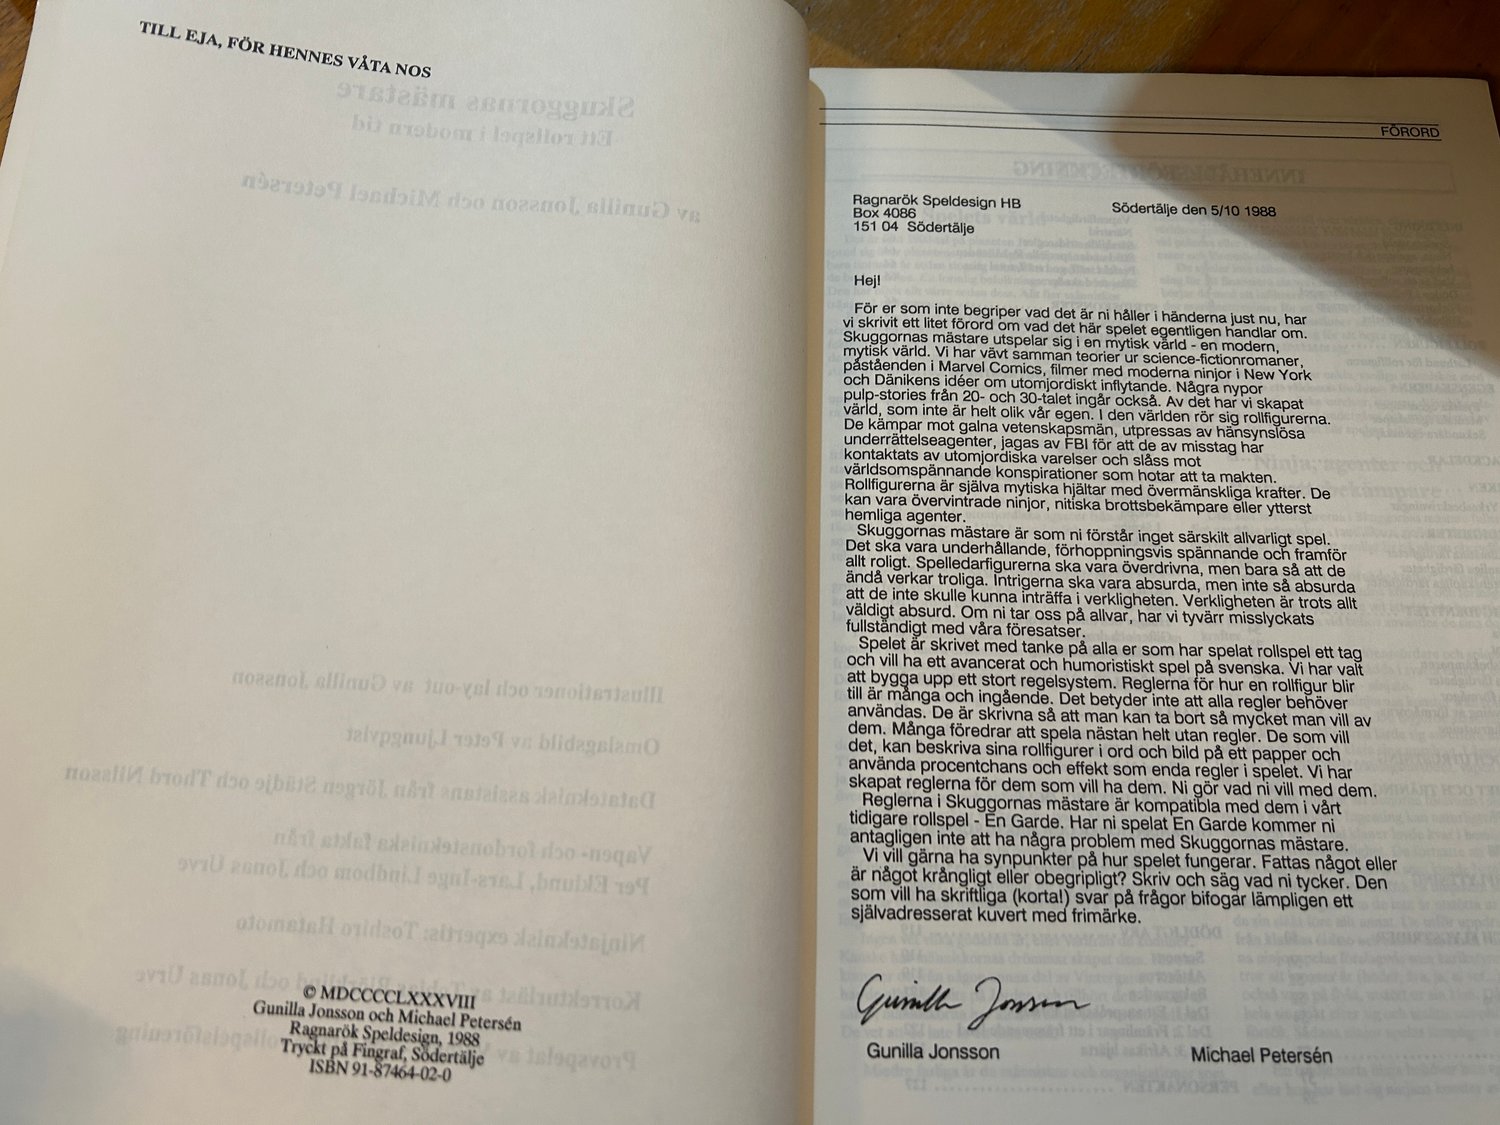 TILL EJA, FÖR HENNES VÅTA NOS
© MDCCCCLXXXVIII
Gunilla Jonsson och Michael Petersén
Ragnarök Speldesign, 1988
Tryckt på Fingraf, Södertälje
ISBN 91-87464-02-0
FÖRORD
Ragnarök Speldesign HB
Box 4086
151 04 Södertälje
Södertälje den 5/10 1988
Hej!
För er som inte begriper vad det är ni håller i händerna just nu, har
vi skrivit ett litet förord om vad det här spelet egentligen handlar om.
Skuggornas mästare utspelar sig i en mytisk värld - en modern,
mytisk värld. Vi har vävt samman teorier ur science-fictionromaner,
påståenden i Marvel Comics, filmer med moderna ninjor i New York
och Dänikens idéer om utomjordiskt inflytande. Några nypor
pulp-stories från 20- och 30-talet ingår också. Av det har vi skapat
värld, som inte är helt olik vår egen. I den världen rör sig rollfigurerna.
De kämpar mot galna vetenskapsmän, utpressas av hänsynslösa
underrättelseagenter, jagas av FBI för att de av misstag har
kontaktats av utomjordiska varelser och slåss mot
världsomspännande konspirationer som hotar att ta makten.
Rollfigurerna är själva mytiska hjältar med övermänskliga krafter. De
kan vara övervintrade ninjor, nitiska brottsbekämpare eller ytterst
hemliga agenter.
Skuggornas mästare är som ni förstår inget särskilt allvarligt spel.
Det ska vara underhållande, förhoppningsvis spännande och framför
allt roligt. Spelledarfigurerna ska vara överdrivna, men bara så att de
ändå verkar troliga. Intrigerna ska vara absurda, men inte så absurda
att de inte skulle kunna inträffa i verkligheten. Verkligheten är trots allt
väldigt absurd. Om ni tar oss på allvar, har vi tyvärr misslyckats
fullständigt med våra föresatser.
Spelet är skrivet med tanke på alla er som har spelat rollspel ett tag
och vill ha ett avancerat och humoristiskt spel på svenska. Vi har valt
att bygga upp ett stort regelsystem. Reglerna för hur en rollfigur blir
till är många och ingående. Det betyder inte att alla regler behöver
användas. De är skrivna så att man kan ta bort så mycket man vill av
dem. Många föredrar att spela nästan helt utan regler. De som vill
det, kan beskriva sina rollfigurer i ord och bild på ett papper och
använda procentchans och effekt som enda regler i spelet. Vi har
skapat reglerna för dem som vill ha dem. Ni gör vad ni vill med dem.
Reglerna i Skuggornas mästare är kompatibla med dem i vårt
tidigare rollspel - En Garde. Har ni spelat En Garde kommer ni
antagligen inte att ha några problem med Skuggornas mästare.
Vi vill gärna ha synpunkter på hur spelet fungerar. Fattas något eller
är något krångligt eller obegripligt? Skriv och säg vad ni tycker. Den
som vill ha skriftliga (korta!) svar på frågor bifogar lämpligen ett
självadresserat kuvert med frimärke.
Gunilla Jonsson
Gunilla Jonsson
Michael Petersén